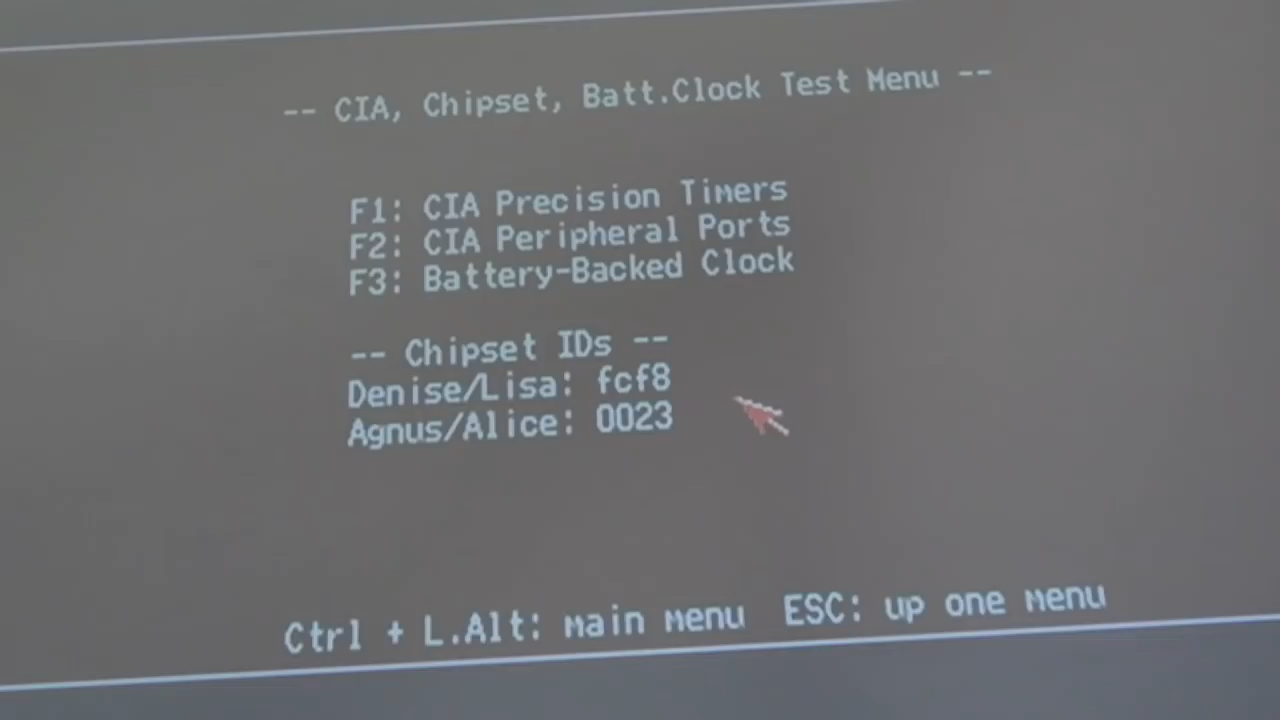 -- CIA, Chipset, Batt.Clock Test Menu --
F1: CIA Precision Timers
F2: CIA Peripheral Ports
F3: Battery-Backed Clock
-- Chipset IDs --
Denise/Lisa: fcf8
Agnus/Alice: 0023
Ctrl + L.Alt: main menu ESC: up one menu